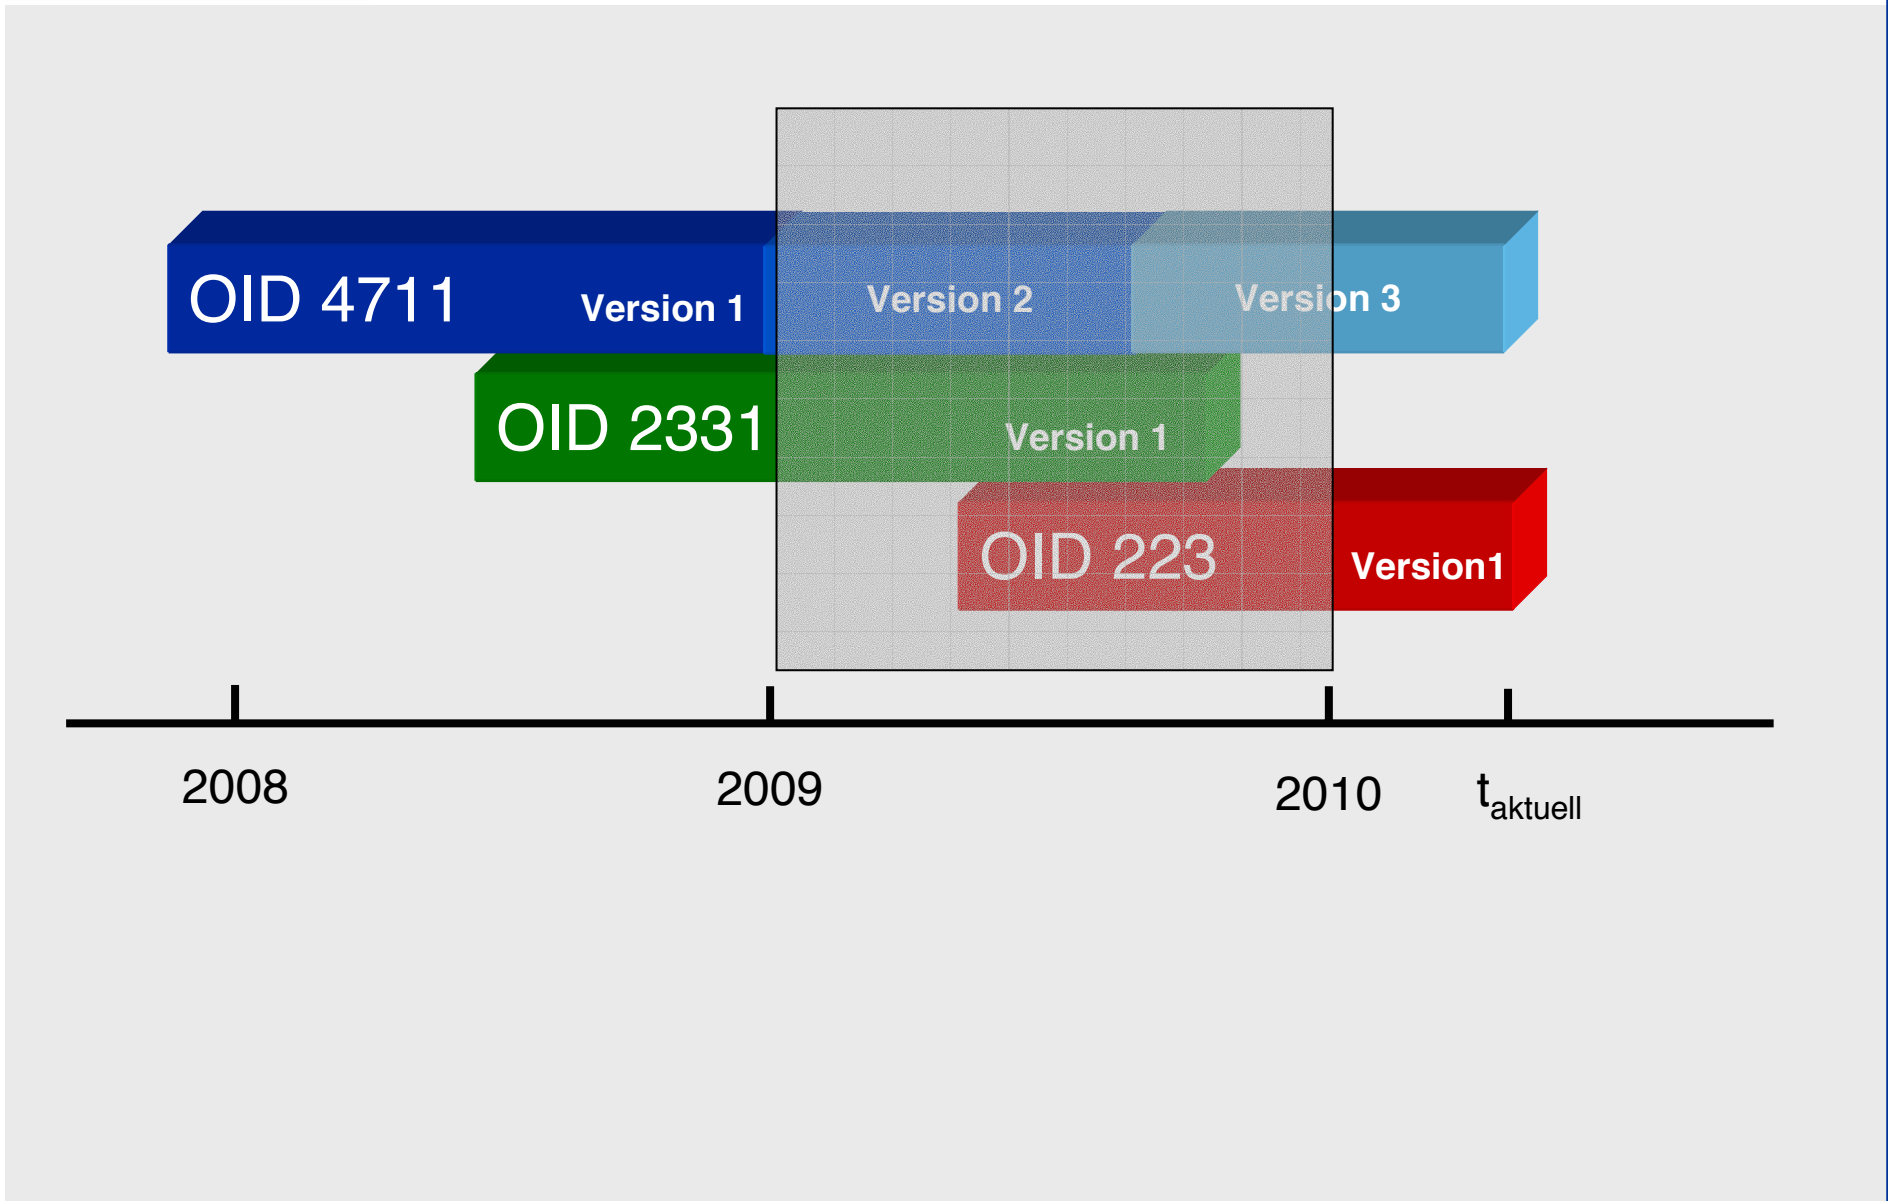 OID 4711 Version 1 Version 2 Version 3
OID 2331 Version 1
OID 223 Version1
2008 2009 2010 taktuell